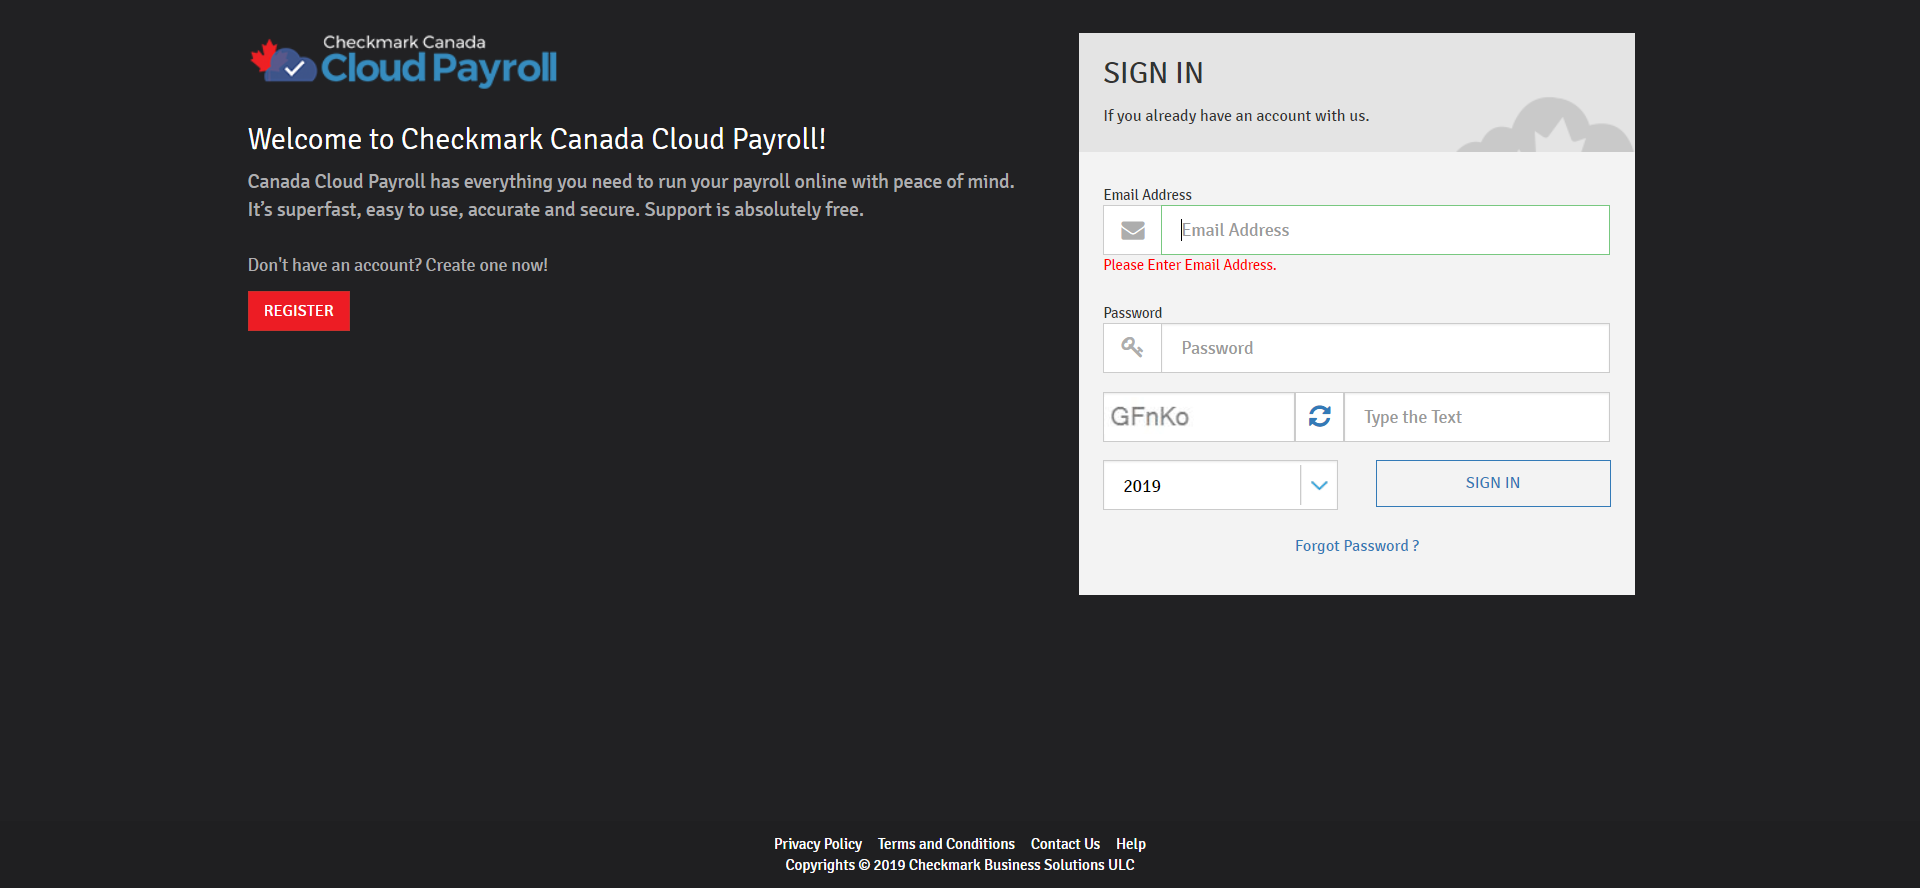 Checkmark Canada
Cloud Payroll
Welcome to Checkmark Canada Cloud Payroll!
Canada Cloud Payroll has everything you need to run your payroll online with peace of mind.
It’s superfast, easy to use, accurate and secure. Support is absolutely free.
Don't have an account? Create one now!
REGISTER
SIGN IN
If you already have an account with us.
Email Address
Email Address
Please Enter Email Address.
Password
Password
GFnKo
Type the Text
2019
SIGN IN
Forgot Password ?
Privacy Policy Terms and Conditions Contact Us Help
Copyrights © 2019 Checkmark Business Solutions ULC